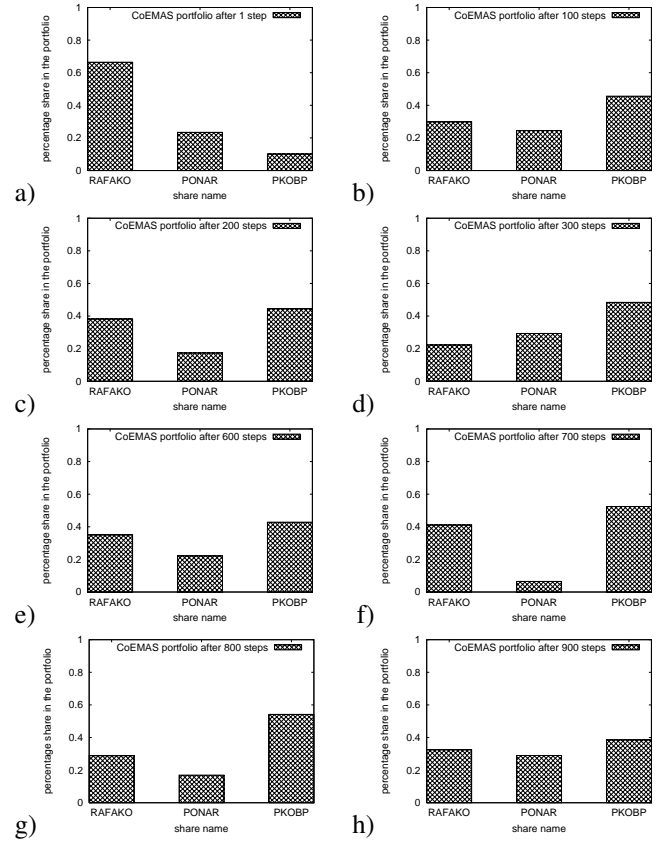 CoEMAS portfolio after 1 step
percentage share in the portfolio
1
0.8
0.6
0.4
0.2
0
RAFAKO PONAR PKOBP
share name
a)
CoEMAS portfolio after 100 steps
percentage share in the portfolio
1
0.8
0.6
0.4
0.2
0
RAFAKO PONAR PKOBP
share name
b)
CoEMAS portfolio after 200 steps
percentage share in the portfolio
1
0.8
0.6
0.4
0.2
0
RAFAKO PONAR PKOBP
share name
c)
CoEMAS portfolio after 300 steps
percentage share in the portfolio
1
0.8
0.6
0.4
0.2
0
RAFAKO PONAR PKOBP
share name
d)
CoEMAS portfolio after 600 steps
percentage share in the portfolio
1
0.8
0.6
0.4
0.2
0
RAFAKO PONAR PKOBP
share name
e)
CoEMAS portfolio after 700 steps
percentage share in the portfolio
1
0.8
0.6
0.4
0.2
0
RAFAKO PONAR PKOBP
share name
f)
CoEMAS portfolio after 800 steps
percentage share in the portfolio
1
0.8
0.6
0.4
0.2
0
RAFAKO PONAR PKOBP
share name
g)
CoEMAS portfolio after 900 steps
percentage share in the portfolio
1
0.8
0.6
0.4
0.2
0
RAFAKO PONAR PKOBP
share name
h)